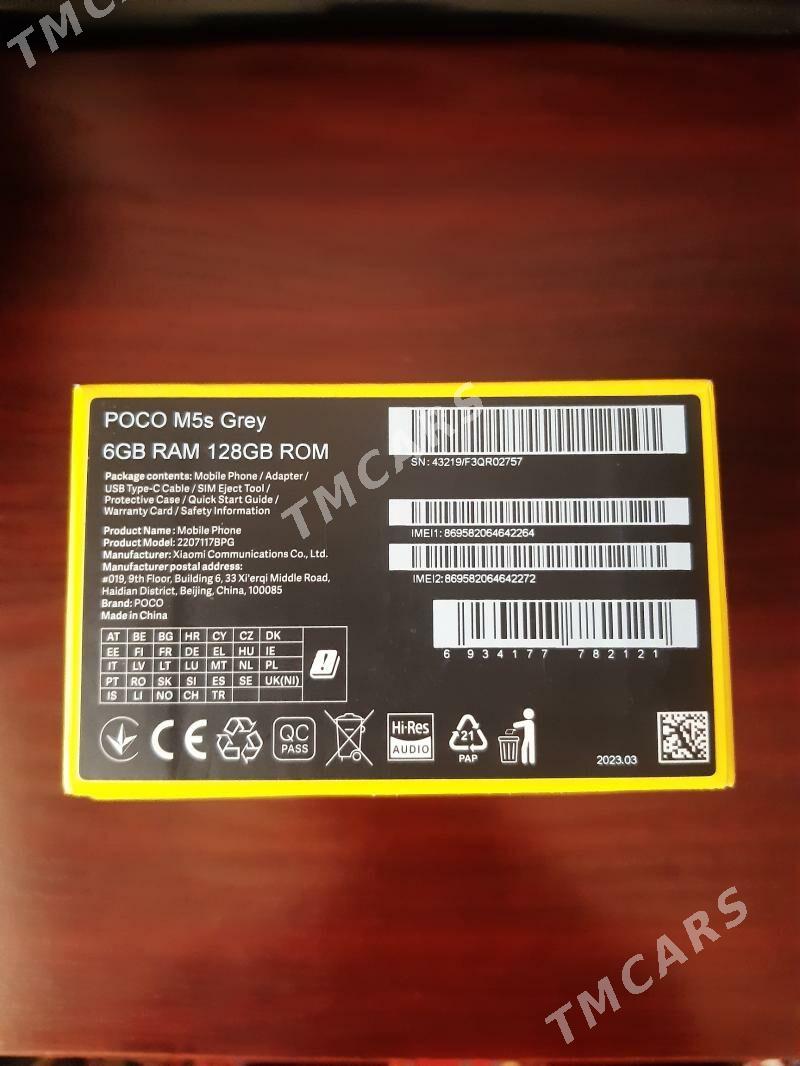 TMCARS
POCO M5s Grey
6GB RAM 128GB ROM
Package contents: Mobile Phone / Adapter /
USB Type-C Cable / SIM Eject Tool /
Protective Case / Quick Start Guide /
Warranty Card / Safety Information
Product Name: Mobile Phone
Product Model: 2207117BPG
Manufacturer: Xiaomi Communications Co., Ltd.
Manufacturer postal address:
#019, 9th Floor, Building 6, 33 Xi'erqi Middle Road,
Haidian District, Beijing, China, 100085
Brand: POCO
Made in China
AT BE BG HR CY CZ DK
EE FI FR DE EL HU IE
IT LV LT LU MT NL PL
PT RO SK SI ES SE UK(NI)
IS LI NO CH TR
SN: 43219/F3QR02757
IMEI1: 869582064642264
IMEI2: 869582064642272
6 934177 782121
TMCARS
CE
QC
PASS
Hi-Res
AUDIO
21
PAP
2023.03
TMCARS